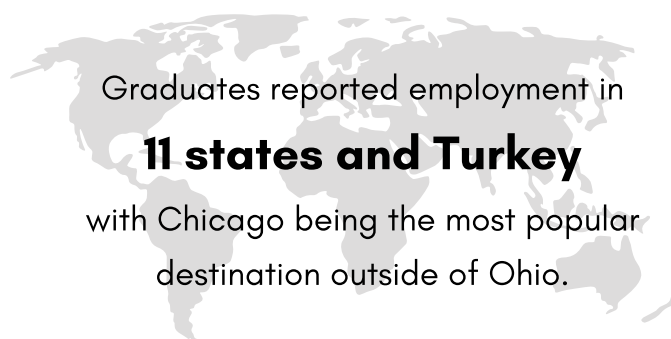 Graduates reported employment in
11 states and Turkey
with Chicago being the most popular
destination outside of Ohio.